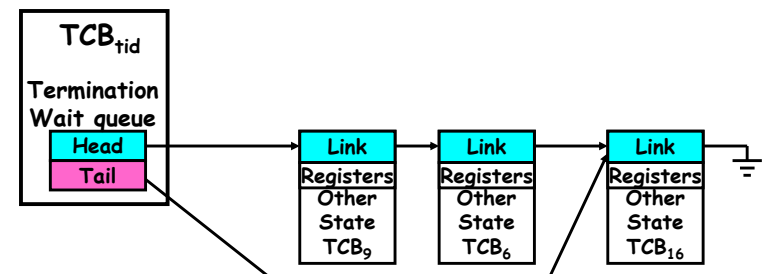 TCBtid
Termination
Wait queue
Head
Tail
Link
Registers
Other
State
TCB9
Link
Registers
Other
State
TCB6
Link
Registers
Other
State
TCB16